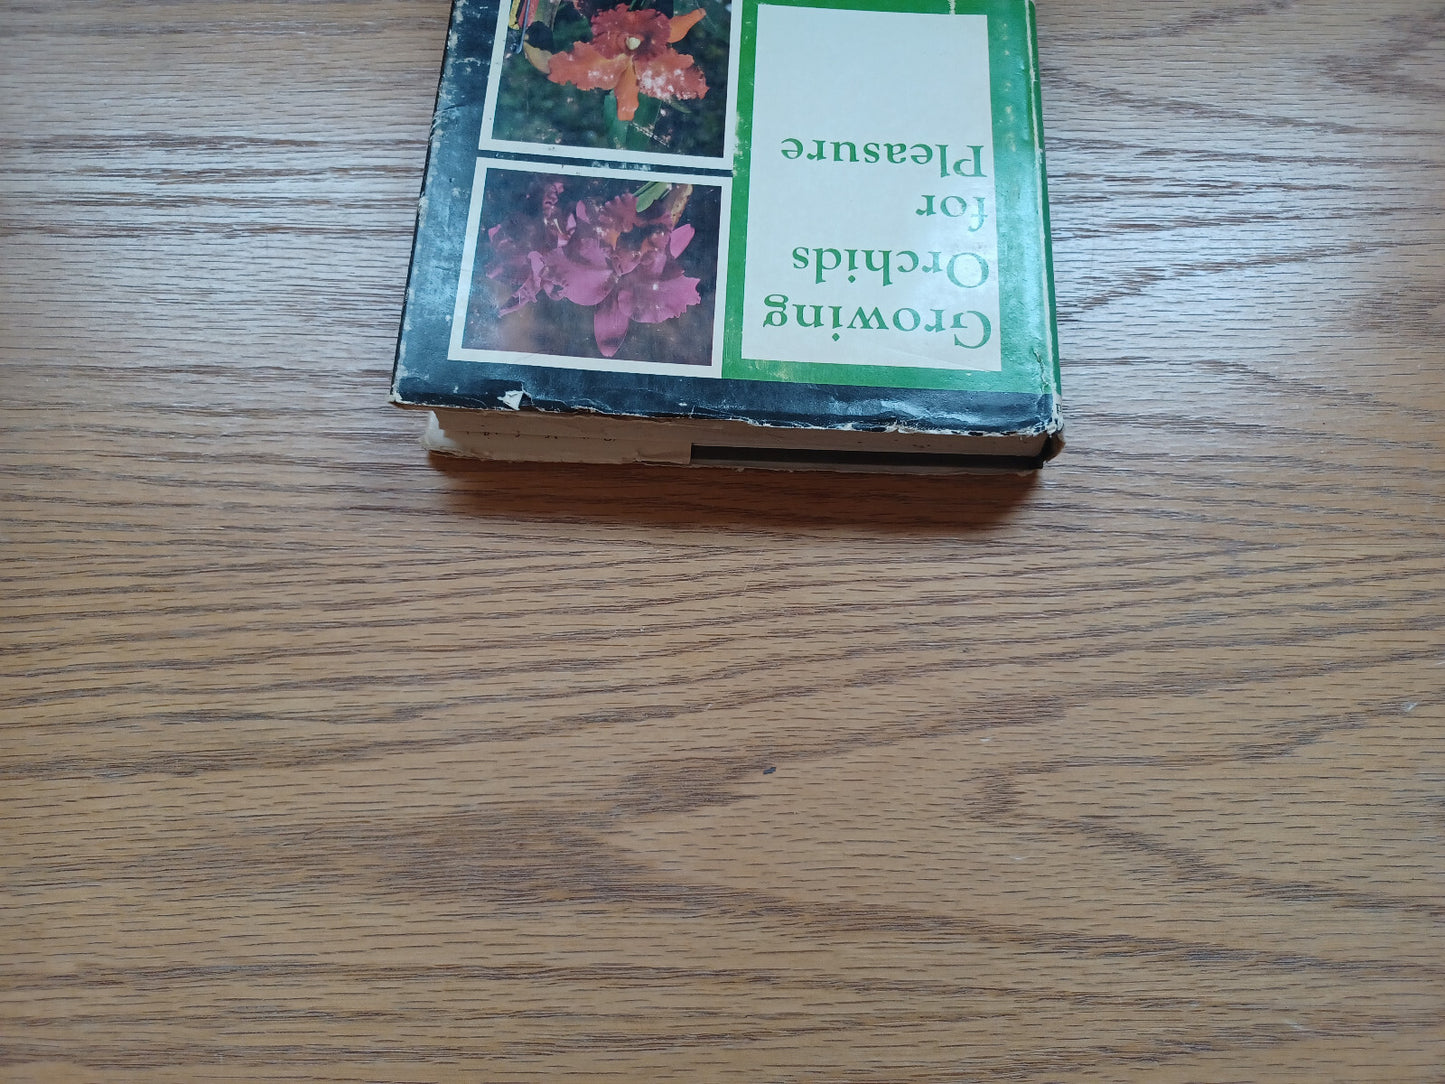 Growing
Orchids
for
Pleasure